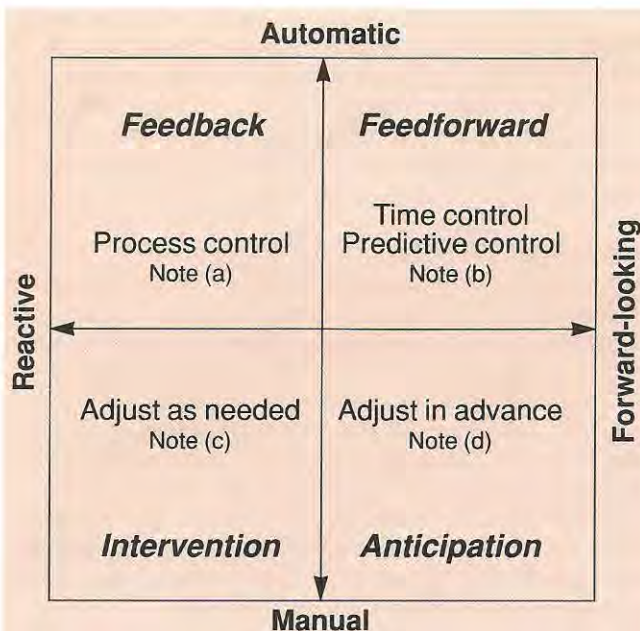 Automatic
Feedback
Feedforward
Process control
Note (a)
Time control
Predictive control
Note (b)
Reactive
Forward-looking
Adjust as needed
Note (c)
Adjust in advance
Note (d)
Intervention
Anticipation
Manual